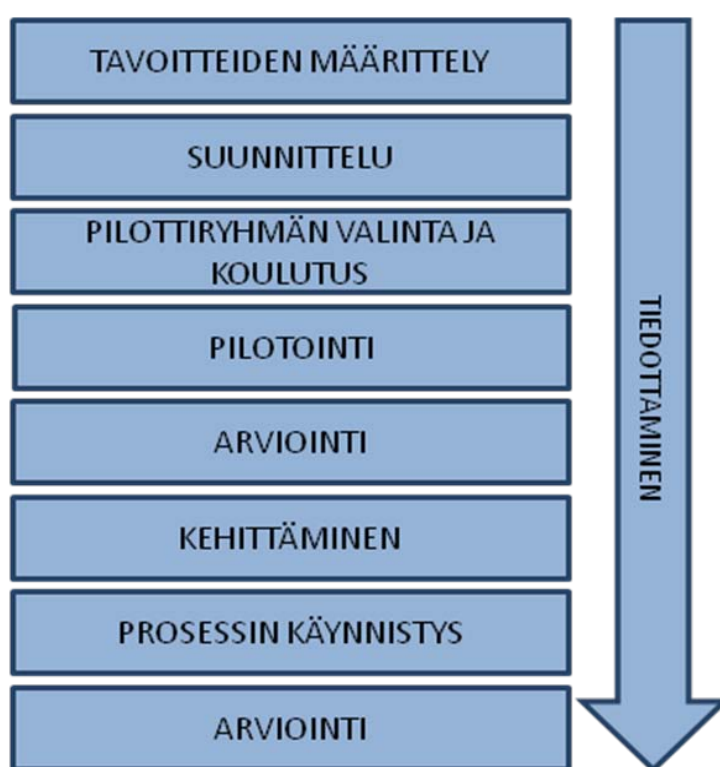 TAVOITTEIDEN MÄÄRITTELY
SUUNNITTELU
PILOTTIRYHMÄN VALINTA JA
KOULUTUS
PILOTOINTI
ARVIOINTI
KEHITTÄMINEN
PROSESSIN KÄYNNISTYS
ARVIOINTI
TIEDOTTAMINEN